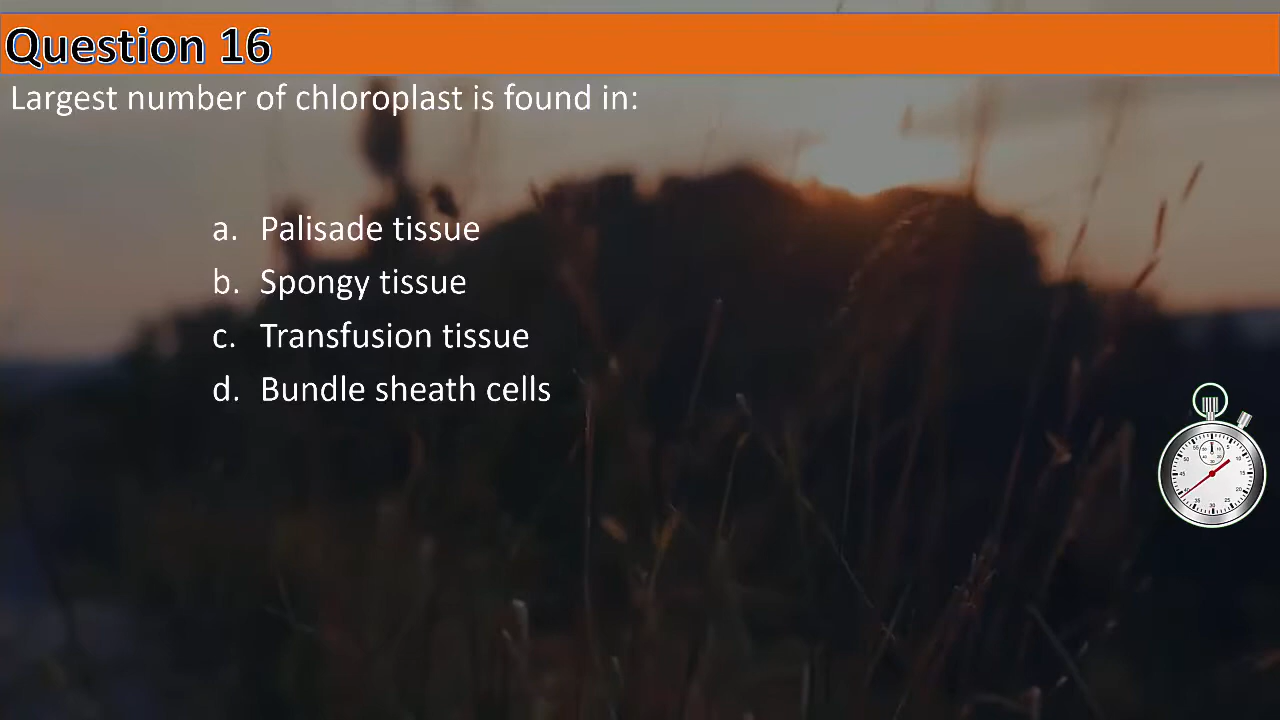 Question 16
Largest number of chloroplast is found in:
a. Palisade tissue
b. Spongy tissue
c. Transfusion tissue
d. Bundle sheath cells